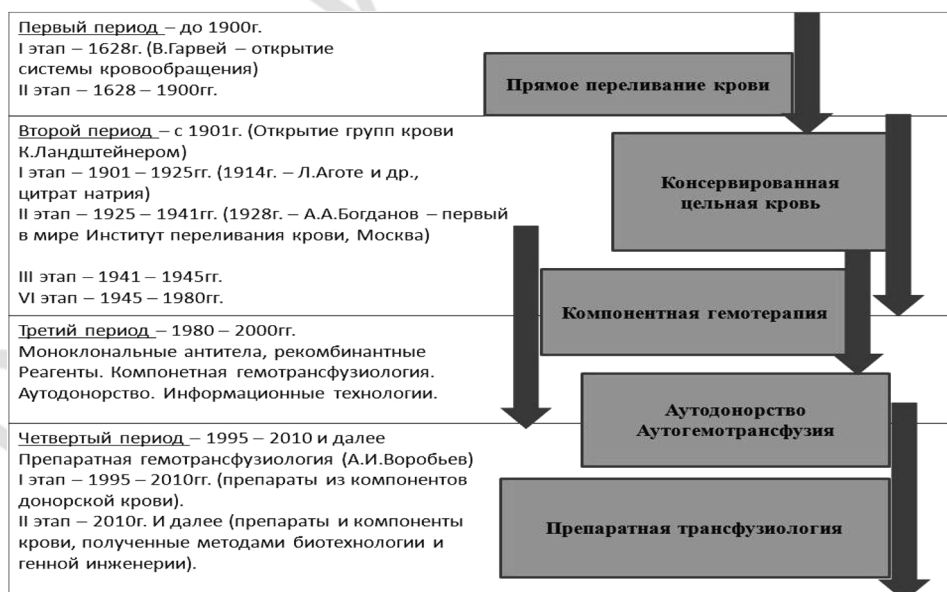 Первый период – до 1900г.
I этап – 1628г. (В.Гарвей – открытие
системы кровообращения)
II этап – 1628 – 1900гг.
Прямое переливание крови
Второй период – с 1901г. (Открытие групп крови
К.Ландштейнером)
I этап – 1901 – 1925гг. (1914г. – Л.Аготе и др.,
цитрат натрия)
II этап – 1925 – 1941гг. (1928г. – А.А.Богданов – первый
в мире Институт переливания крови, Москва)
III этап – 1941 – 1945гг.
VI этап – 1945 – 1980гг.
Консервированная
цельная кровь
Компонентная гемотерапия
Третий период – 1980 – 2000гг.
Моноклональные антитела, рекомбинантные
Реагенты. Компонетная гемотрансфузиология.
Аутодонорство. Информационные технологии.
Аутодонорство
Аутогемотрансфузия
Четвертый период – 1995 – 2010 и далее
Препаратная гемотрансфузиология (А.И.Воробьев)
I этап – 1995 – 2010гг. (препараты из компонентов
донорской крови).
II этап – 2010г. И далее (препараты и компоненты
крови, полученные методами биотехнологии и
генной инженерии).
Препаратная трансфузиология